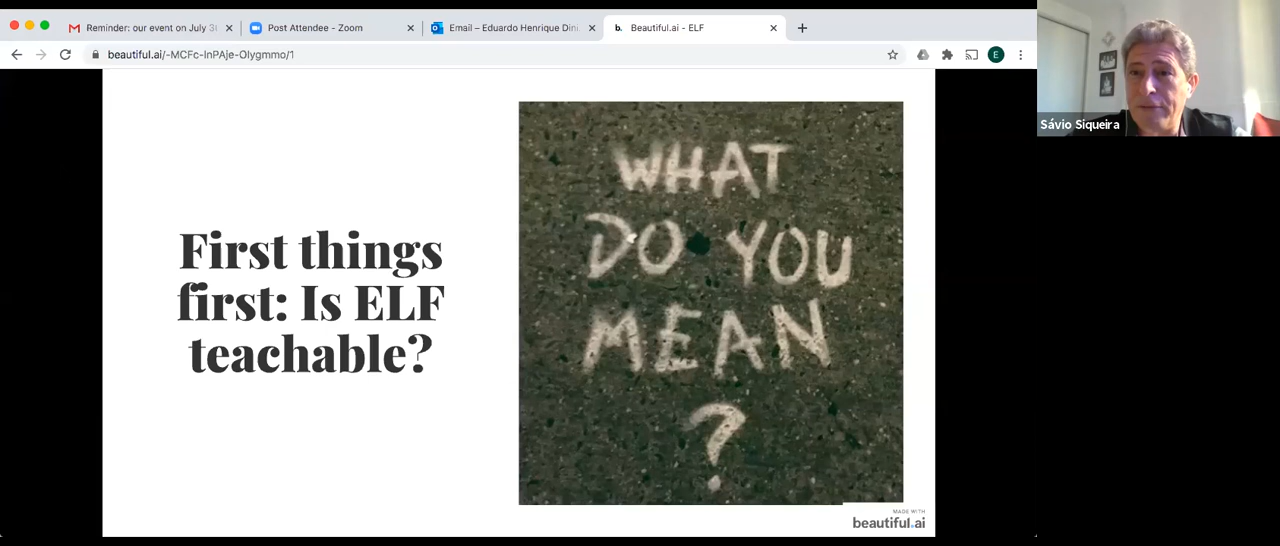 Reminder: our event on July 3
Post Attendee - Zoom
Email – Eduardo Henrique Dini
Beautiful.ai - ELF
beautiful.ai/-MCFc-InPAje-Olygmmo/1
E
Sávio Siqueira
First things
first: Is ELF
teachable?
WHAT
DO YOU
MEAN
?
MADE WITH
beautiful.ai